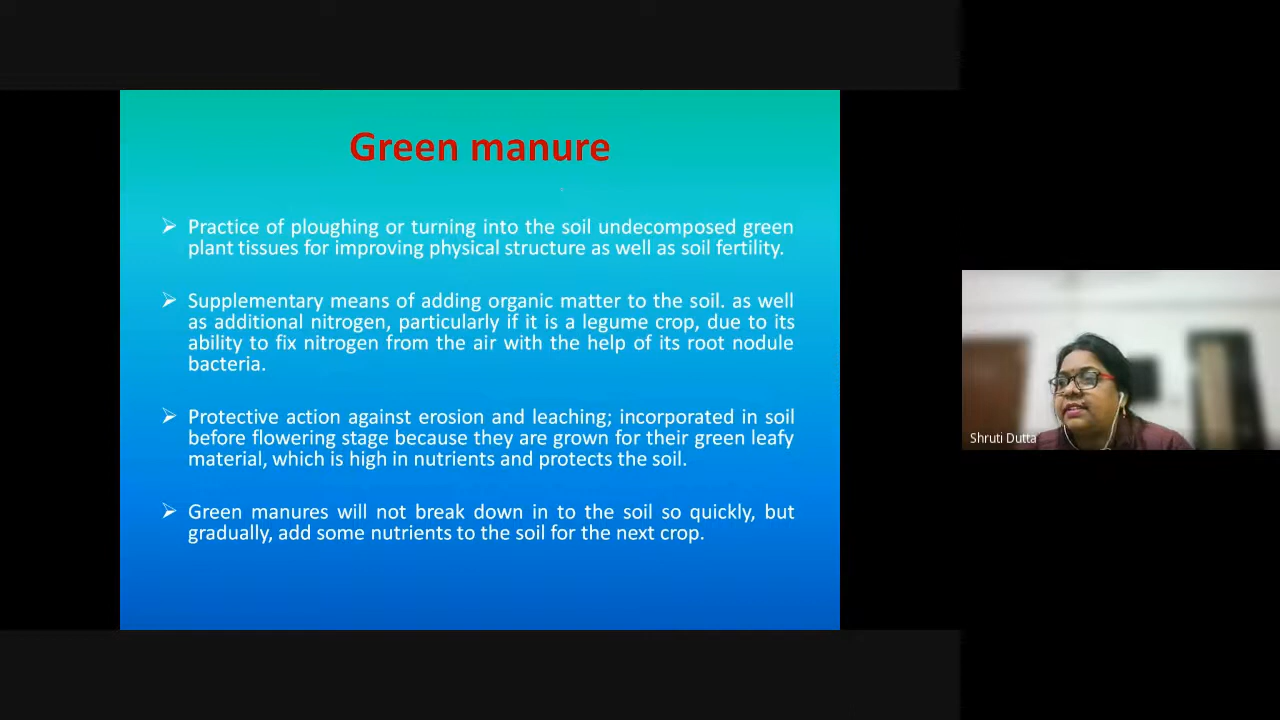 Green manure
Practice of ploughing or turning into the soil undecomposed green
plant tissues for improving physical structure as well as soil fertility.
Supplementary means of adding organic matter to the soil. as well
as additional nitrogen, particularly if it is a legume crop, due to its
ability to fix nitrogen from the air with the help of its root nodule
bacteria.
Protective action against erosion and leaching; incorporated in soil
before flowering stage because they are grown for their green leafy
material, which is high in nutrients and protects the soil.
Green manures will not break down in to the soil so quickly, but
gradually, add some nutrients to the soil for the next crop.
Shruti Dutta